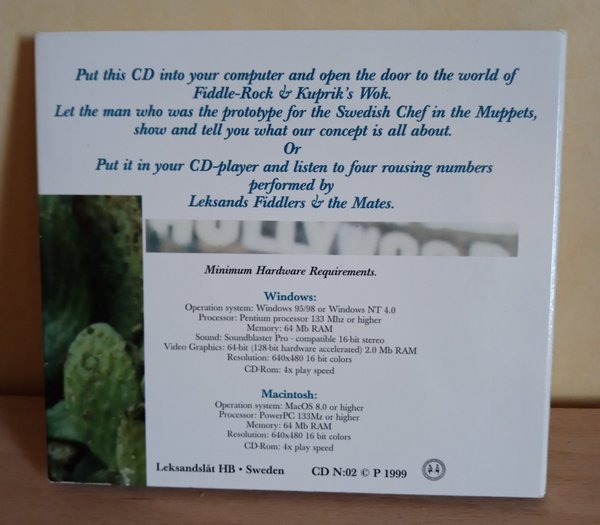 Put this CD into your computer and open the door to the world of
Fiddle-Rock & Kuprik's Wok.
Let the man who was the prototype for the Swedish Chef in the Muppets,
show and tell you what our concept is all about.
Or
Put it in your CD-player and listen to four rousing numbers
performed by
Leksands Fiddlers & the Mates.
Minimum Hardware Requirements.
Windows:
Operation system: Windows 95/98 or Windows NT 4.0
Processor: Pentium processor 133 Mhz or higher
Memory: 64 Mb RAM
Sound: Soundblaster Pro - compatible 16-bit stereo
Video Graphics: 64-bit (128-bit hardware accelerated) 2.0 Mb RAM
Resolution: 640x480 16 bit colors
CD-Rom: 4x play speed
Macintosh:
Operation system: MacOS 8.0 or higher
Processor: PowerPC 133Mz or higher
Memory: 64 Mb RAM
Resolution: 640x480 16 bit colors
CD-Rom: 4x play speed
Leksandslåt HB • Sweden CD N:02 © P 1999